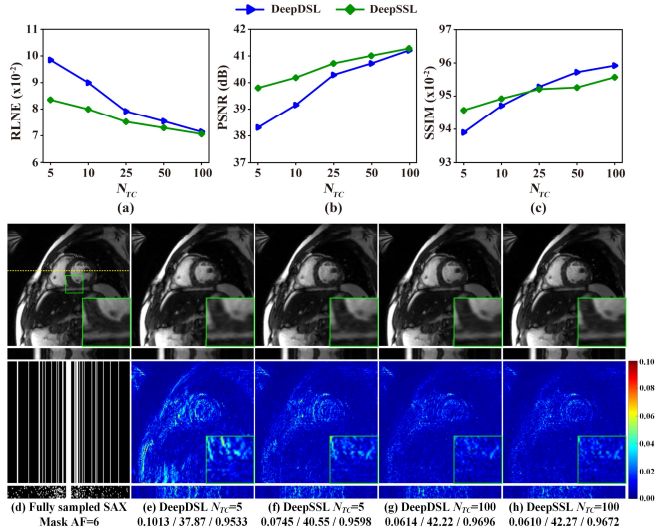 DeepDSL DeepSSL
RLNE (x10⁻²)
11
10
9
8
7
6
5 10 25 50 100
N_TC
(a)
PSNR (dB)
42
41
40
39
38
37
5 10 25 50 100
N_TC
(b)
SSIM (x10⁻²)
97
96
95
94
93
5 10 25 50 100
N_TC
(c)
0.10
0.08
0.06
0.04
0.02
0.00
(d) Fully sampled SAX (e) DeepDSL N_TC=5 (f) DeepSSL N_TC=5 (g) DeepDSL N_TC=100 (h) DeepSSL N_TC=100
Mask AF=6 0.1013 / 37.87 / 0.9533 0.0745 / 40.55 / 0.9598 0.0614 / 42.22 / 0.9696 0.0610 / 42.27 / 0.9672